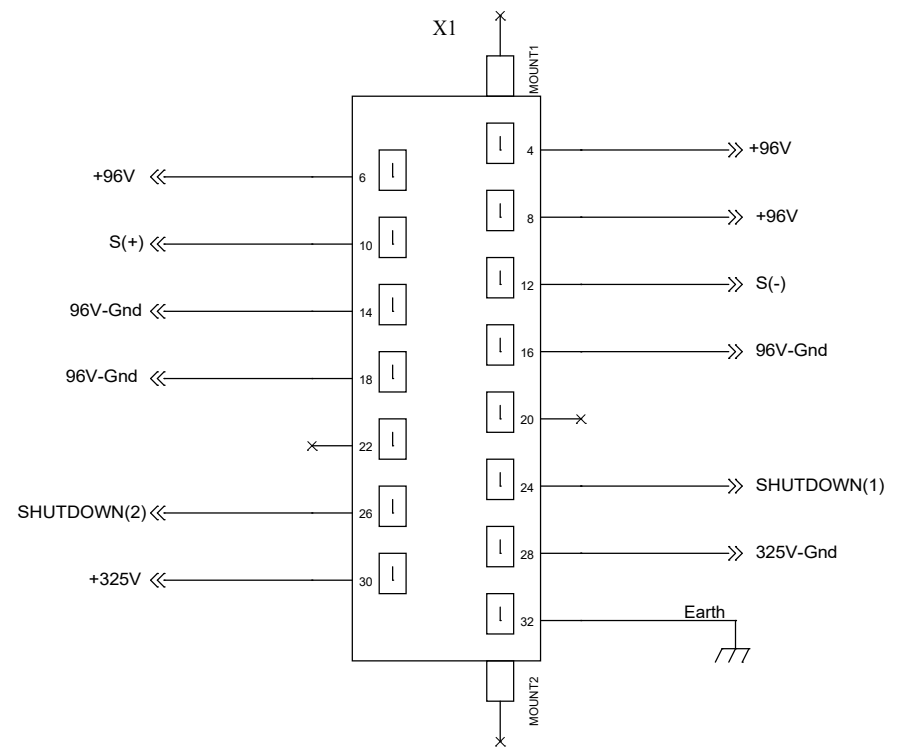 X1
MOUNT1
4 +96V
+96V 6
8 +96V
S(+) 10
12 S(-)
96V-Gnd 14
16 96V-Gnd
96V-Gnd 18
20
22
24 SHUTDOWN(1)
SHUTDOWN(2) 26
28 325V-Gnd
+325V 30
32 Earth
MOUNT2